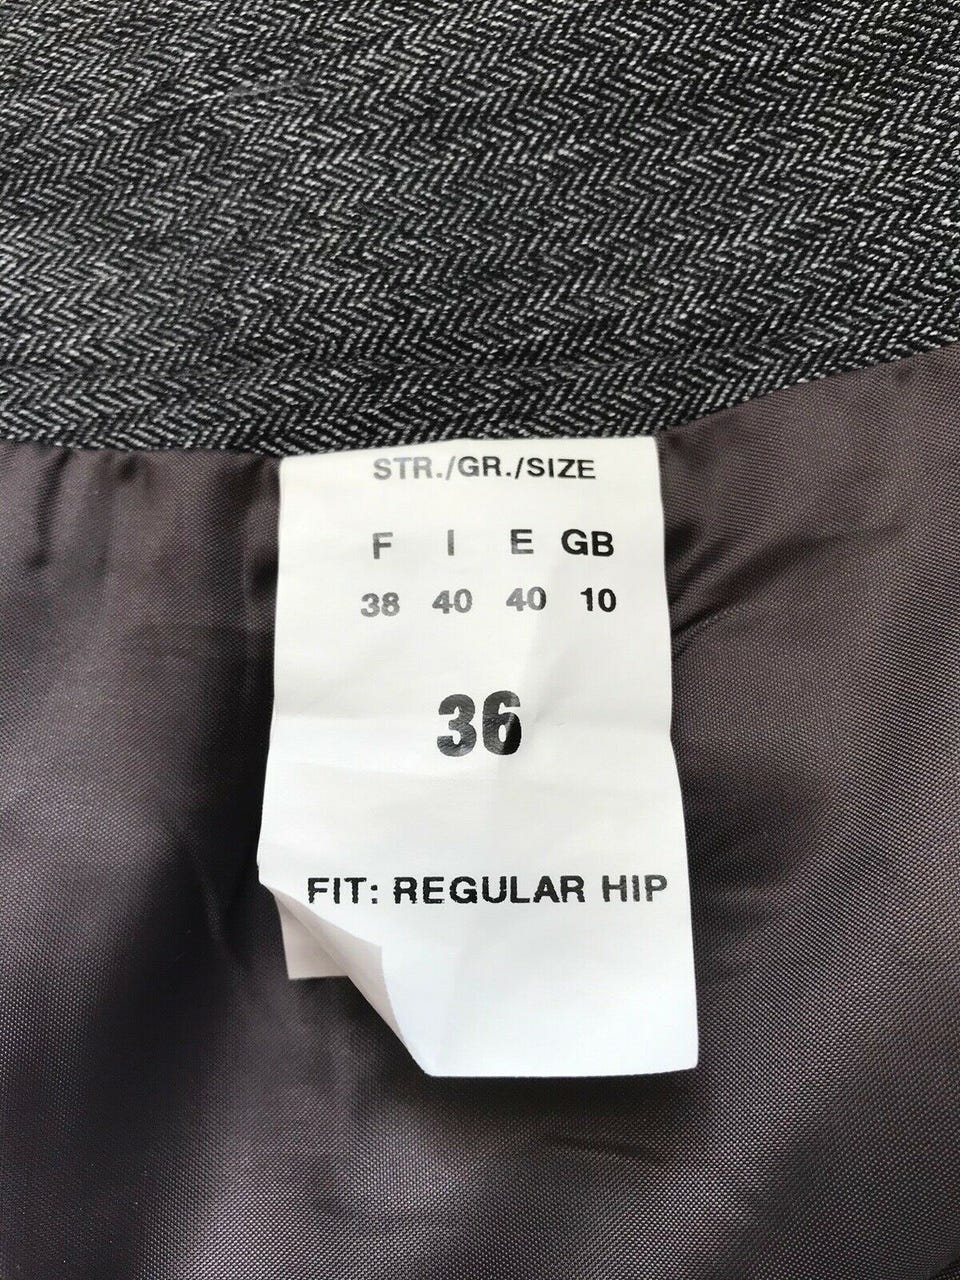 STR./GR./SIZE
F I E GB
38 40 40 10
36
FIT: REGULAR HIP